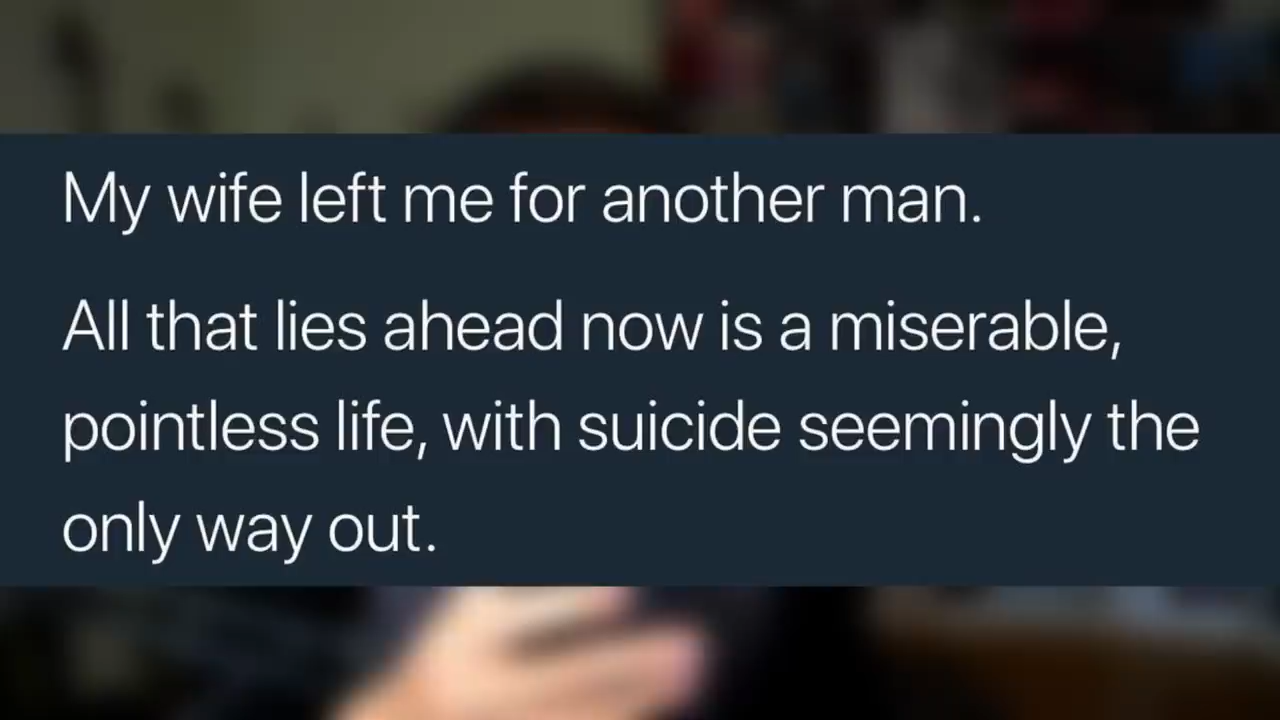 My wife left me for another man.
All that lies ahead now is a miserable,
pointless life, with suicide seemingly the
only way out.